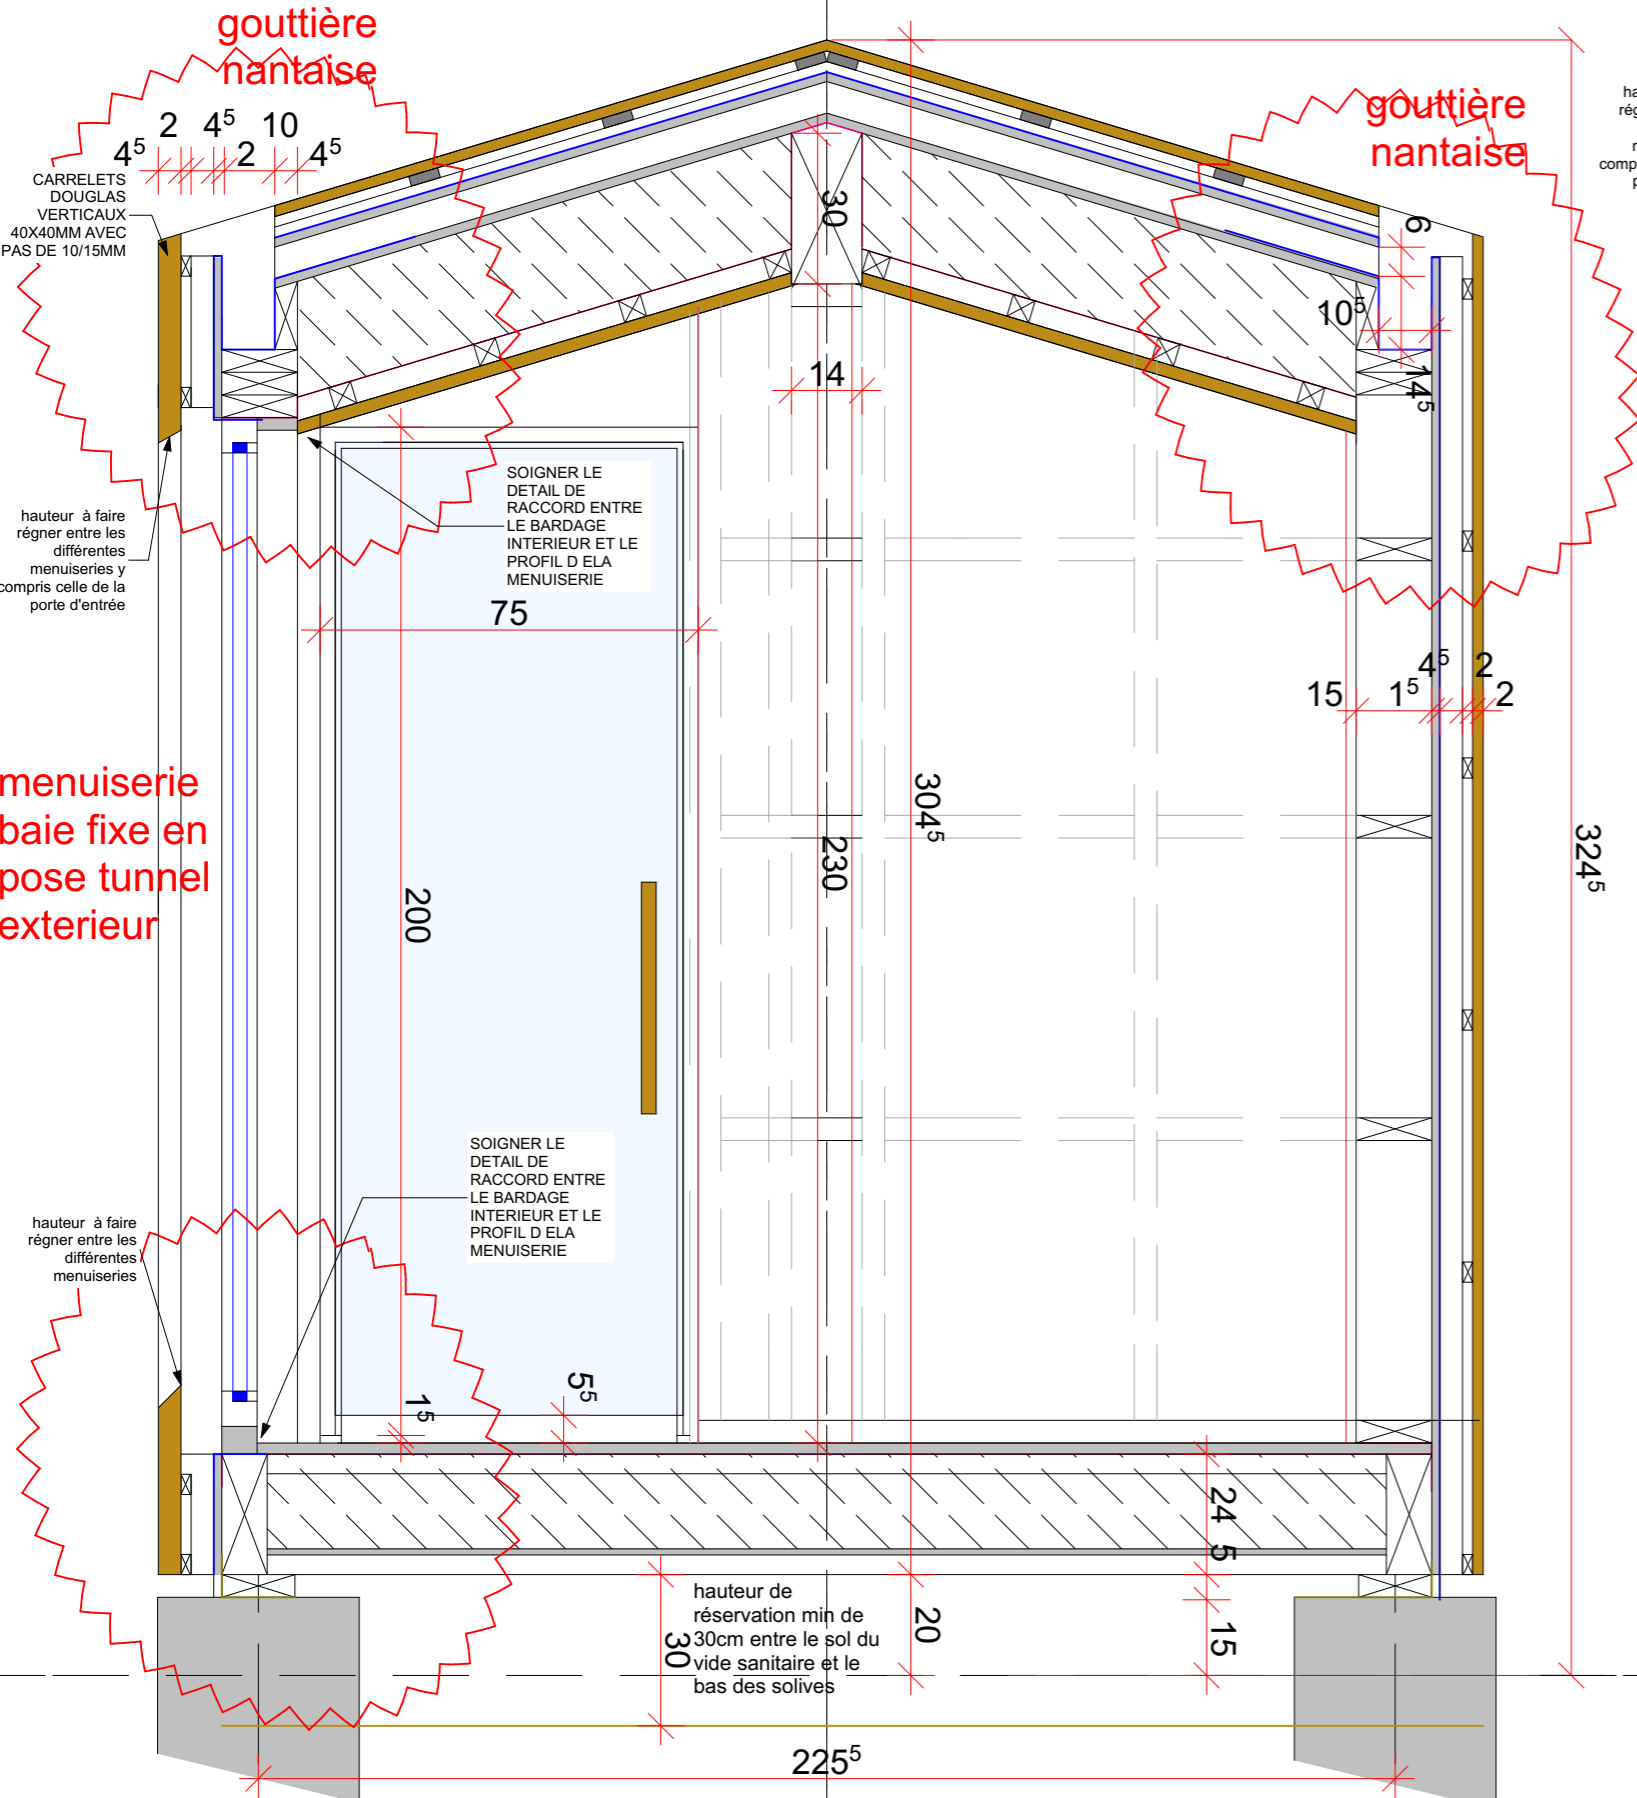 gouttière
nantaise
2 4⁵ 10
4⁵ 2 4⁵
CARRELETS
DOUGLAS
VERTICAUX
40X40MM AVEC
PAS DE 10/15MM
gouttière
nantaise
ha
rég
r
comp
p
30
6
10⁵
14⁵
14
hauteur à faire
régner entre les
différentes
menuiseries y
compris celle de la
porte d'entrée
SOIGNER LE
DETAIL DE
RACCORD ENTRE
LE BARDAGE
INTERIEUR ET LE
PROFIL D ELA
MENUISERIE
75
15 1⁵ 4⁵ 2
2
menuiserie
baie fixe en
pose tunnel
exterieur
200
230
304⁵
324⁵
SOIGNER LE
DETAIL DE
RACCORD ENTRE
LE BARDAGE
INTERIEUR ET LE
PROFIL D ELA
MENUISERIE
hauteur à faire
régner entre les
différentes
menuiseries
1⁵
5⁵
24
5
15
20
30
hauteur de
réservation min de
30cm entre le sol du
vide sanitaire et le
bas des solives
225⁵